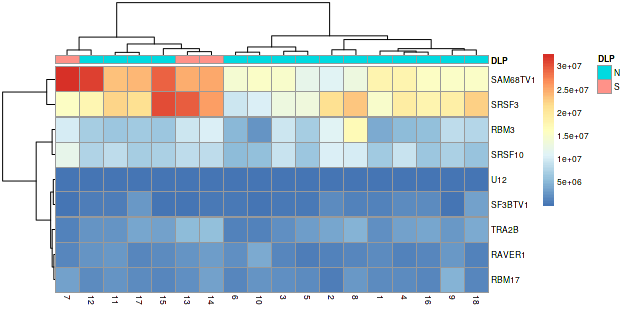 DLP
SAM68TV1
SRSF3
RBM3
SRSF10
U12
SF3BTV1
TRA2B
RAVER1
RBM17
7 12 11 17 15 13 14 6 10 3 5 2 8 1 4 16 9 18
3e+07
2.5e+07
2e+07
1.5e+07
1e+07
5e+06
DLP
N
S